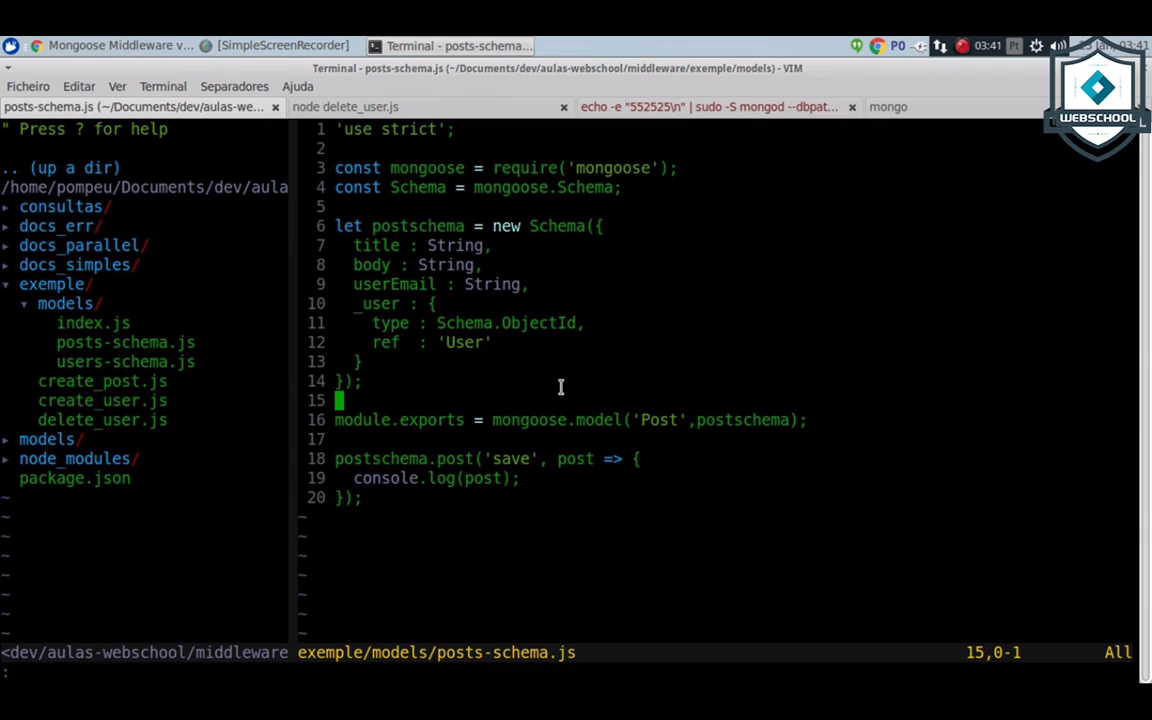 Mongoose Middleware v...
[SimpleScreenRecorder]
Terminal - posts-schema...
PO
03:41
Pt
Jan, 03:41
Terminal - posts-schema.js (~/Documents/dev/aulas-webschool/middleware/exemple/models) - VIM
Ficheiro Editar Ver Terminal Separadores Ajuda
posts-schema.js (~/Documents/dev/aulas-we...
node delete_user.js
echo -e "552525\n" | sudo -S mongod --dbpat...
mongo
WEBSCHOOL
" Press ? for help
.. (up a dir)
/home/pompeu/Documents/dev/aula
▸ consultas/
▸ docs_err/
▸ docs_parallel/
▸ docs_simples/
▾ exemple/
▾ models/
index.js
posts-schema.js
users-schema.js
create_post.js
create_user.js
delete_user.js
▸ models/
▸ node_modules/
package.json
~
~
~
~
~
~
~
<dev/aulas-webschool/middleware
:
1 'use strict';
2
3 const mongoose = require('mongoose');
4 const Schema = mongoose.Schema;
5
6 let postschema = new Schema({
7 title : String,
8 body : String,
9 userEmail : String,
10 _user : {
11 type : Schema.ObjectId,
12 ref : 'User'
13 }
14 });
15
16 module.exports = mongoose.model('Post',postschema);
17
18 postschema.post('save', post => {
19 console.log(post);
20 });
~
~
~
~
~
~
~
exemple/models/posts-schema.js 15,0-1 All